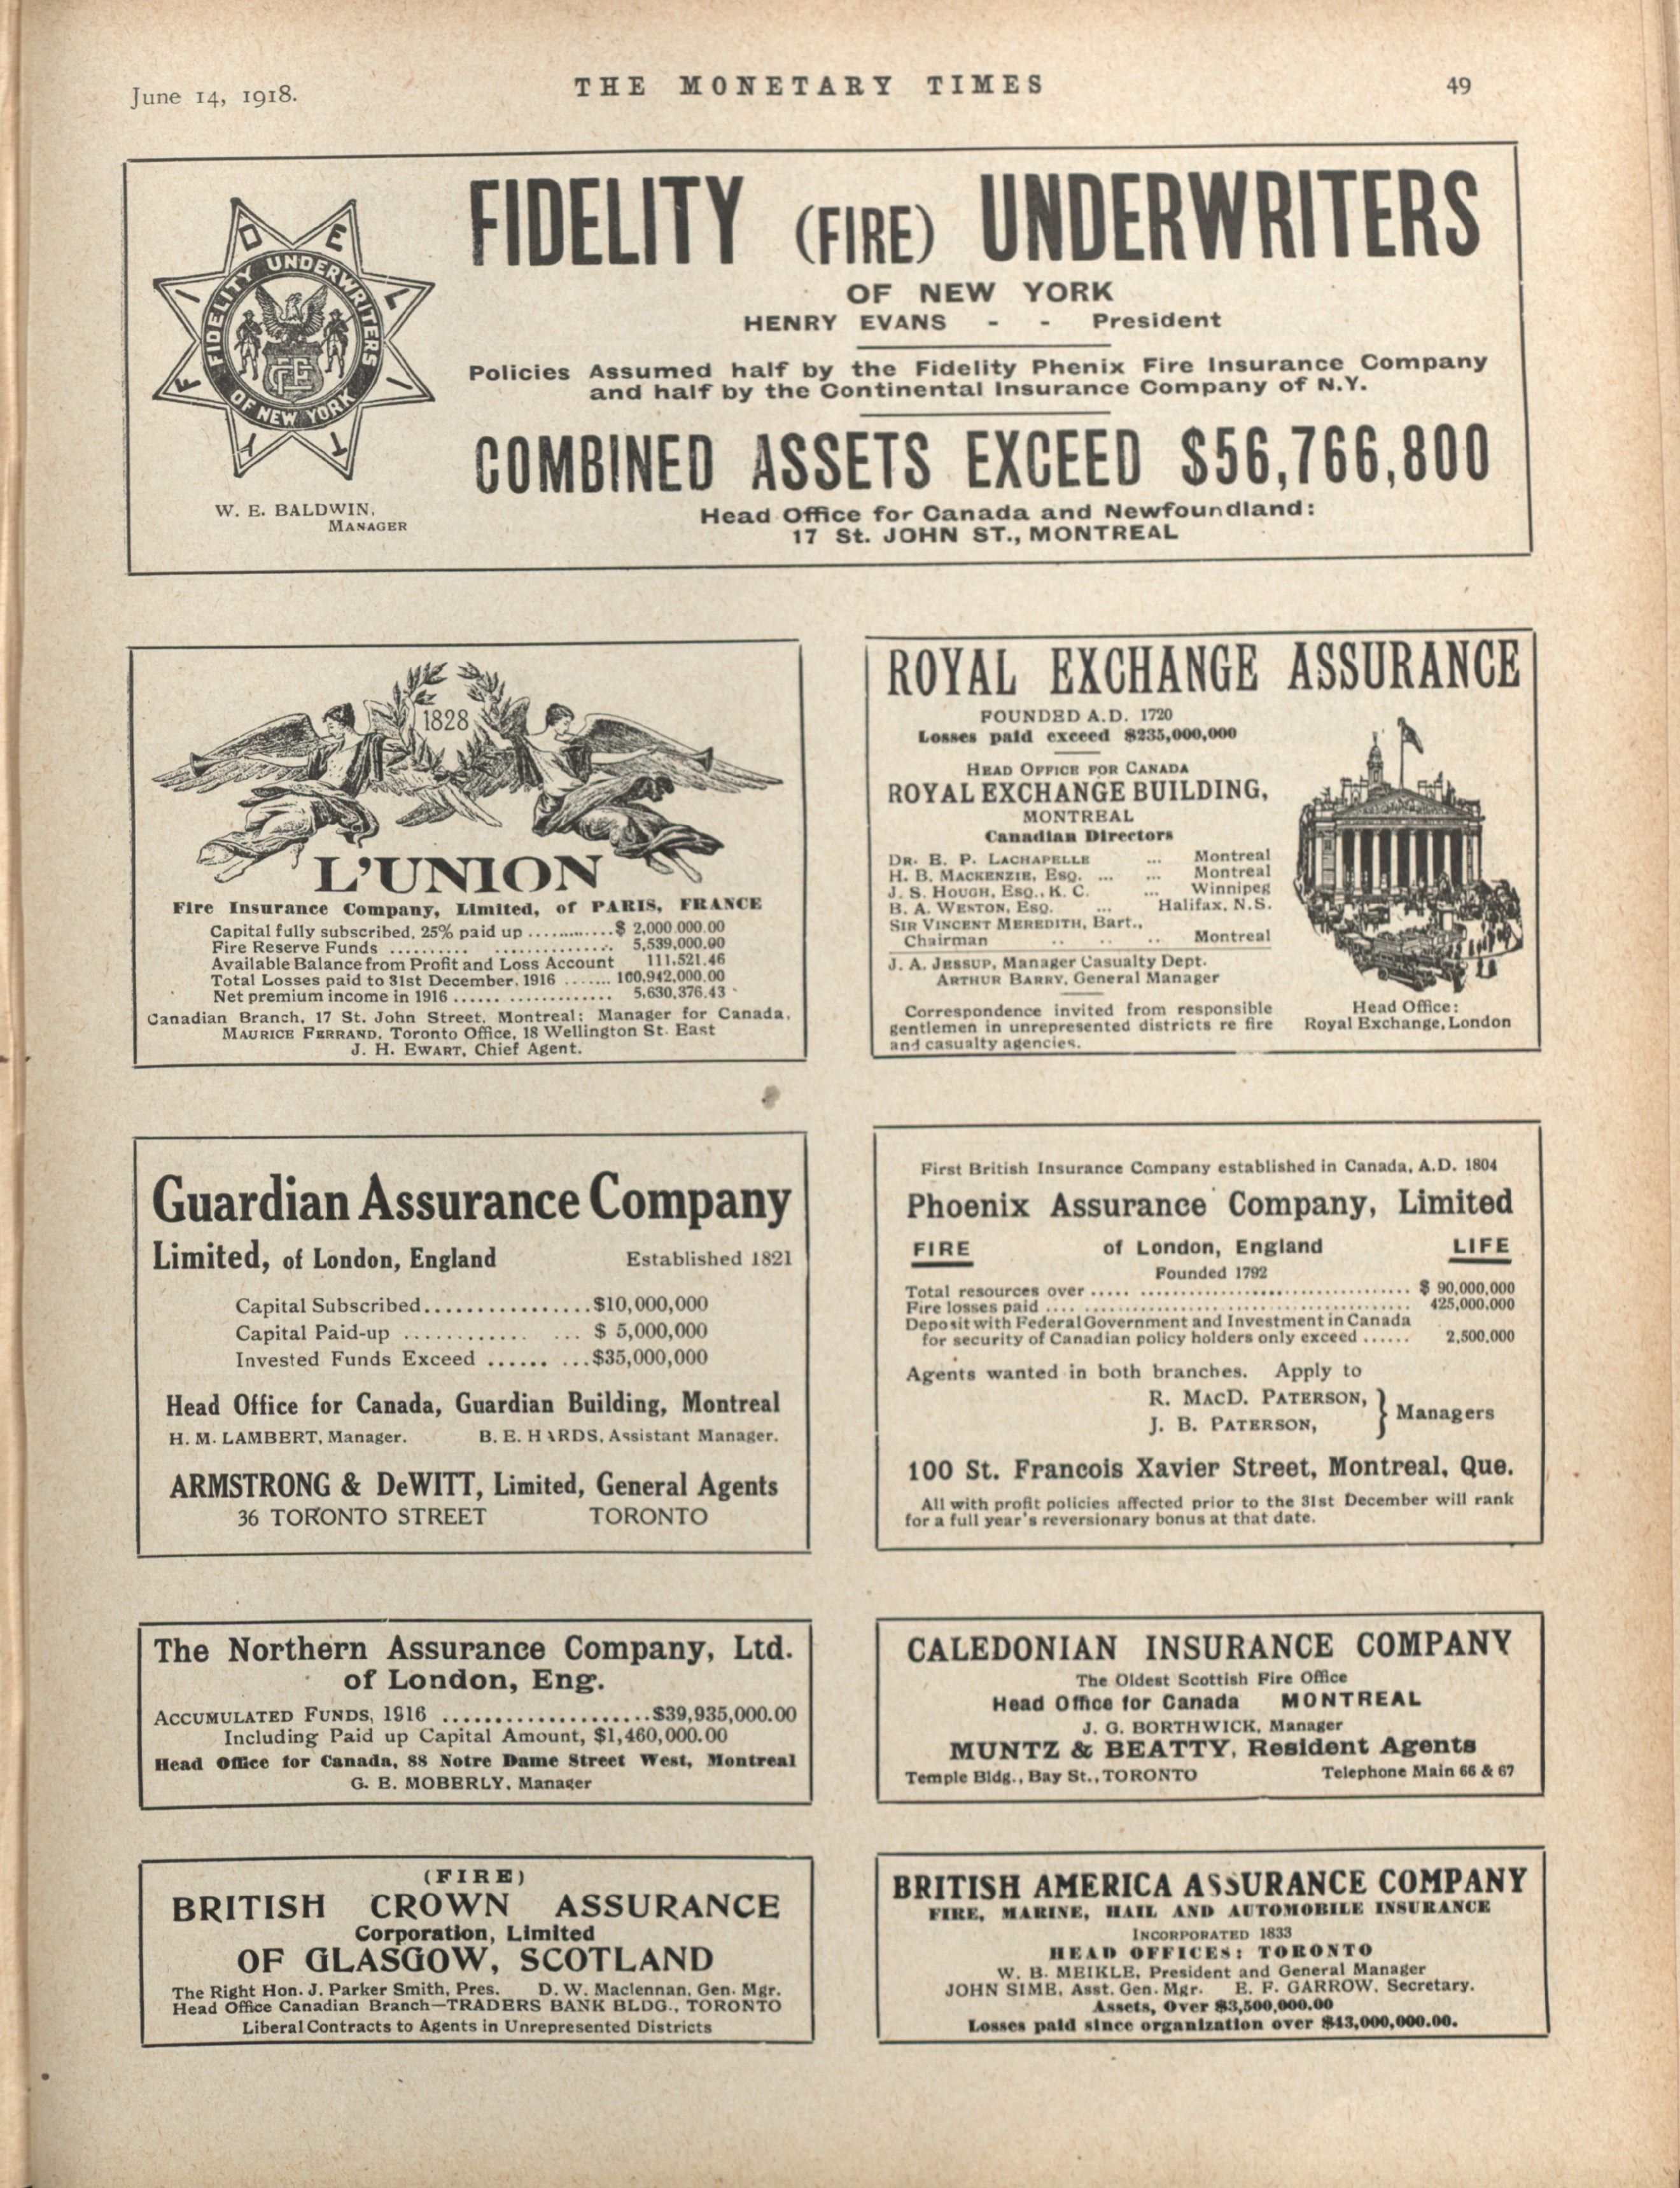 June 14, 1918.
THE MONETARY TIMES
49
FIDELITY UNDERWRITERS
OF NEW YORK
FIDELITY
W. E. BALDWIN,
MANAGER
FIDELITY (FIRE) UNDERWRITERS
OF NEW YORK
HENRY EVANS - - President
Policies Assumed half by the Fidelity Phenix Fire Insurance Company
and half by the Continental Insurance Company of N.Y.
COMBINED ASSETS EXCEED $56,766,800
Head Office for Canada and Newfoundland:
17 St. JOHN ST., MONTREAL
1828
L'UNION
Fire Insurance Company, Limited, of PARIS, FRANCE
Capital fully subscribed, 25% paid up ............$ 2,000 000.00
Fire Reserve Funds .......... .............. 5,539,000.00
Available Balance from Profit and Loss Account 111,521.46
Total Losses paid to 31st December, 1916 ....... 100,942,000.00
Net premium income in 1916 ...... ............. 5,630,376.43
Canadian Branch, 17 St. John Street, Montreal; Manager for Canada,
MAURICE FERRAND, Toronto Office, 18 Wellington St. East
J. H. EWART, Chief Agent.
ROYAL EXCHANGE ASSURANCE
FOUNDED A.D. 1720
Losses paid exceed $235,000,000
HEAD OFFICE FOR CANADA
ROYAL EXCHANGE BUILDING,
MONTREAL
Canadian Directors
DR. E. P. LACHAPELLE ... Montreal
H. B. MACKENZIE, ESQ. ... ... Montreal
J. S. HOUGH, ESQ., K. C. ... Winnipeg
B. A. WESTON, ESQ. ... Halifax, N.S.
SIR VINCENT MEREDITH, Bart.,
Chairman .. .. .. Montreal
J. A. JESSUP, Manager Casualty Dept.
ARTHUR BARRY, General Manager
Correspondence invited from responsible
gentlemen in unrepresented districts re fire
and casualty agencies.
Head Office:
Royal Exchange, London
Guardian Assurance Company
Limited, of London, England Established 1821
Capital Subscribed................$10,000,000
Capital Paid-up ............ ... $ 5,000,000
Invested Funds Exceed ...... ...$35,000,000
Head Office for Canada, Guardian Building, Montreal
H. M. LAMBERT, Manager. B. E. HARDS, Assistant Manager.
ARMSTRONG & DeWITT, Limited, General Agents
36 TORONTO STREET TORONTO
First British Insurance Company established in Canada, A.D. 1804
Phoenix Assurance Company, Limited
FIRE of London, England LIFE
Founded 1792
Total resources over ..... .................................. $ 90,000,000
Fire losses paid .... ......................................... 425,000,000
Deposit with Federal Government and Investment in Canada
for security of Canadian policy holders only exceed ...... 2,500,000
Agents wanted in both branches. Apply to
R. MACD. PATERSON,
J. B. PATERSON, } Managers
100 St. Francois Xavier Street, Montreal, Que.
All with profit policies affected prior to the 31st December will rank
for a full year's reversionary bonus at that date.
The Northern Assurance Company, Ltd.
of London, Eng.
ACCUMULATED FUNDS, 1916 ....................$39,935,000.00
Including Paid up Capital Amount, $1,460,000.00
Head Office for Canada, 88 Notre Dame Street West, Montreal
G. E. MOBERLY, Manager
CALEDONIAN INSURANCE COMPANY
The Oldest Scottish Fire Office
Head Office for Canada MONTREAL
J. G. BORTHWICK, Manager
MUNTZ & BEATTY, Resident Agents
Temple Bldg., Bay St., TORONTO Telephone Main 66 & 67
(FIRE)
BRITISH CROWN ASSURANCE
Corporation, Limited
OF GLASGOW, SCOTLAND
The Right Hon. J. Parker Smith, Pres. D. W. Maclennan, Gen. Mgr.
Head Office Canadian Branch—TRADERS BANK BLDG., TORONTO
Liberal Contracts to Agents in Unrepresented Districts
BRITISH AMERICA ASSURANCE COMPANY
FIRE, MARINE, HAIL AND AUTOMOBILE INSURANCE
INCORPORATED 1833
HEAD OFFICES: TORONTO
W. B. MEIKLE, President and General Manager
JOHN SIME, Asst. Gen. Mgr. E. F. GARROW, Secretary.
Assets, Over $3,500,000.00
Losses paid since organization over $43,000,000.00.